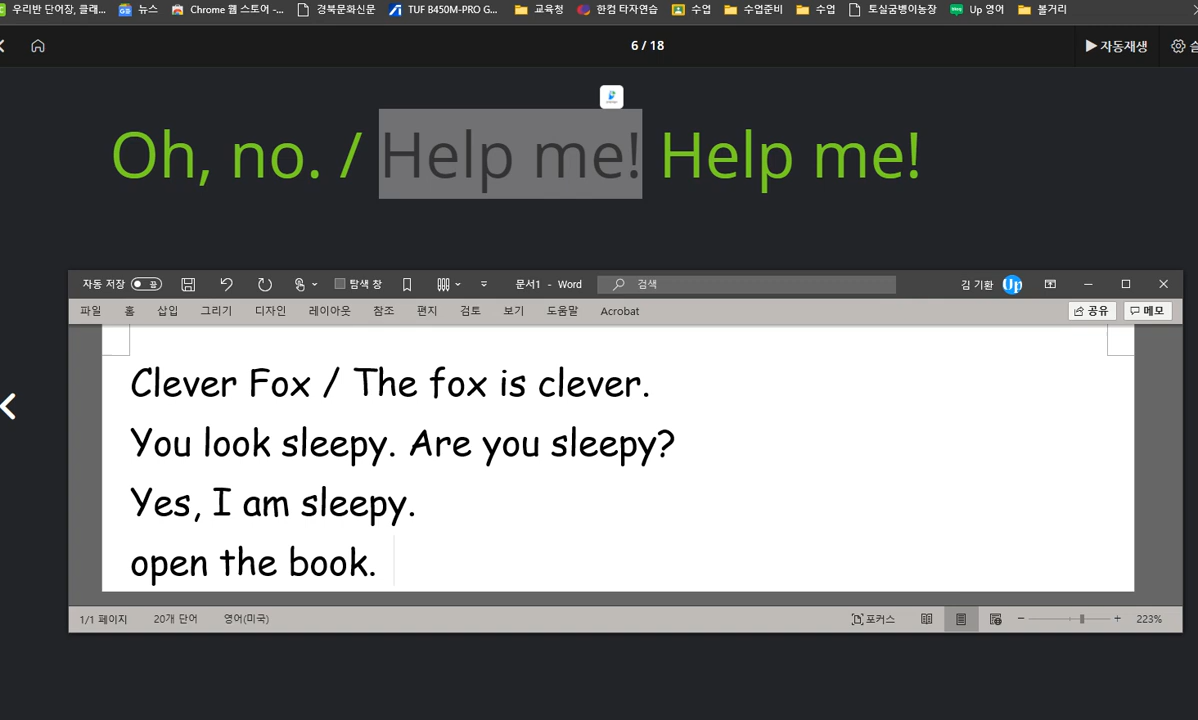 우리반 단어장, 클래... 뉴스 Chrome 웹 스토어 -... 경북문화신문 TUF B450M-PRO G... 교육청 한컴 타자연습 수업 수업준비 수업 토실굼벵이농장 Up 영어 볼거리
6 / 18 ▶ 자동재생
Oh, no. / Help me! Help me!
자동 저장 끔 탐색 창 문서1 - Word 검색 김 기환 Up
파일 홈 삽입 그리기 디자인 레이아웃 참조 편지 검토 보기 도움말 Acrobat 공유 메모
Clever Fox / The fox is clever.
You look sleepy. Are you sleepy?
Yes, I am sleepy.
open the book.
1/1 페이지 20개 단어 영어(미국) 포커스 − + 223%